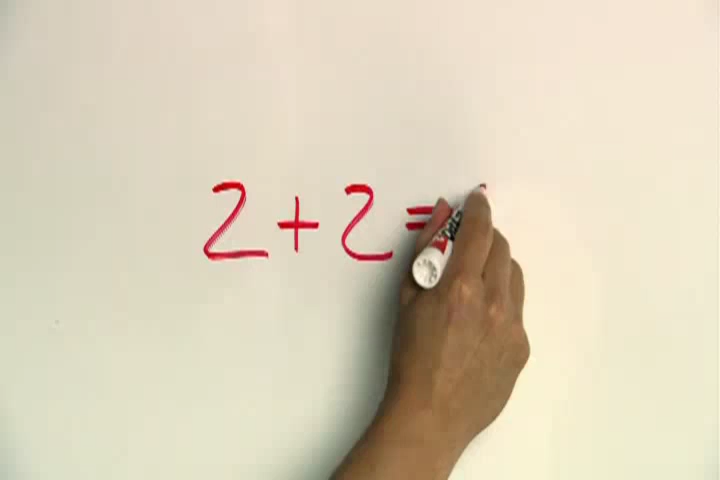 2 + 2 =